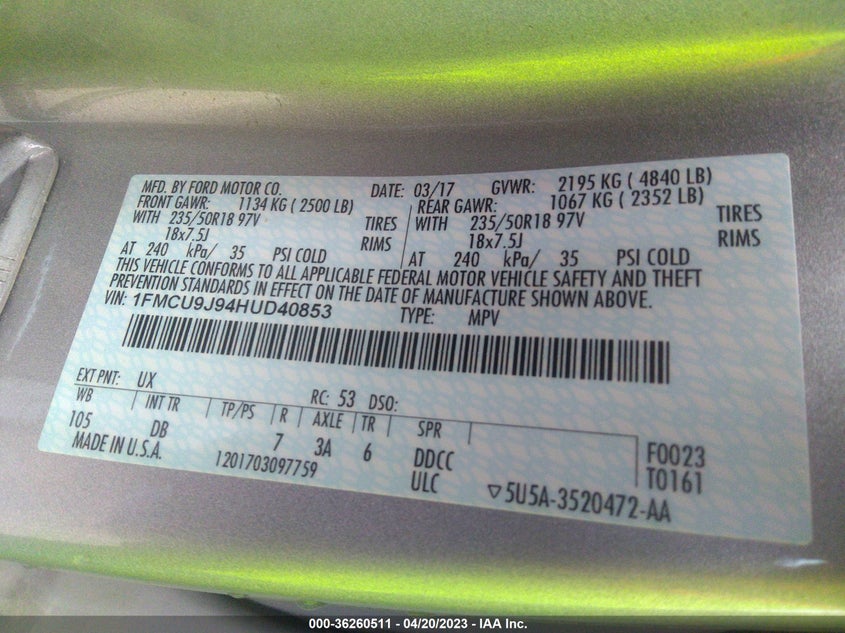 MFD. BY FORD MOTOR CO. DATE: 03/17 GVWR: 2195 KG ( 4840 LB)
FRONT GAWR: 1134 KG ( 2500 LB) REAR GAWR: 1067 KG ( 2352 LB)
WITH 235/50R18 97V TIRES WITH 235/50R18 97V TIRES
18x7.5J RIMS 18x7.5J RIMS
AT 240 kPa/ 35 PSI COLD AT 240 kPa/ 35 PSI COLD
THIS VEHICLE CONFORMS TO ALL APPLICABLE FEDERAL MOTOR VEHICLE SAFETY AND THEFT
PREVENTION STANDARDS IN EFFECT ON THE DATE OF MANUFACTURE SHOWN ABOVE.
VIN: 1FMCU9J94HUD40853 TYPE: MPV
EXT PNT: UX RC: 53 DSO:
WB INT TR TP/PS R AXLE TR SPR
105 DB 7 3A 6 DDCC F0023
MADE IN U.S.A. 1201703097759 ULC T0161
▽5U5A-3520472-AA
000-36260511 - 04/20/2023 - IAA Inc.